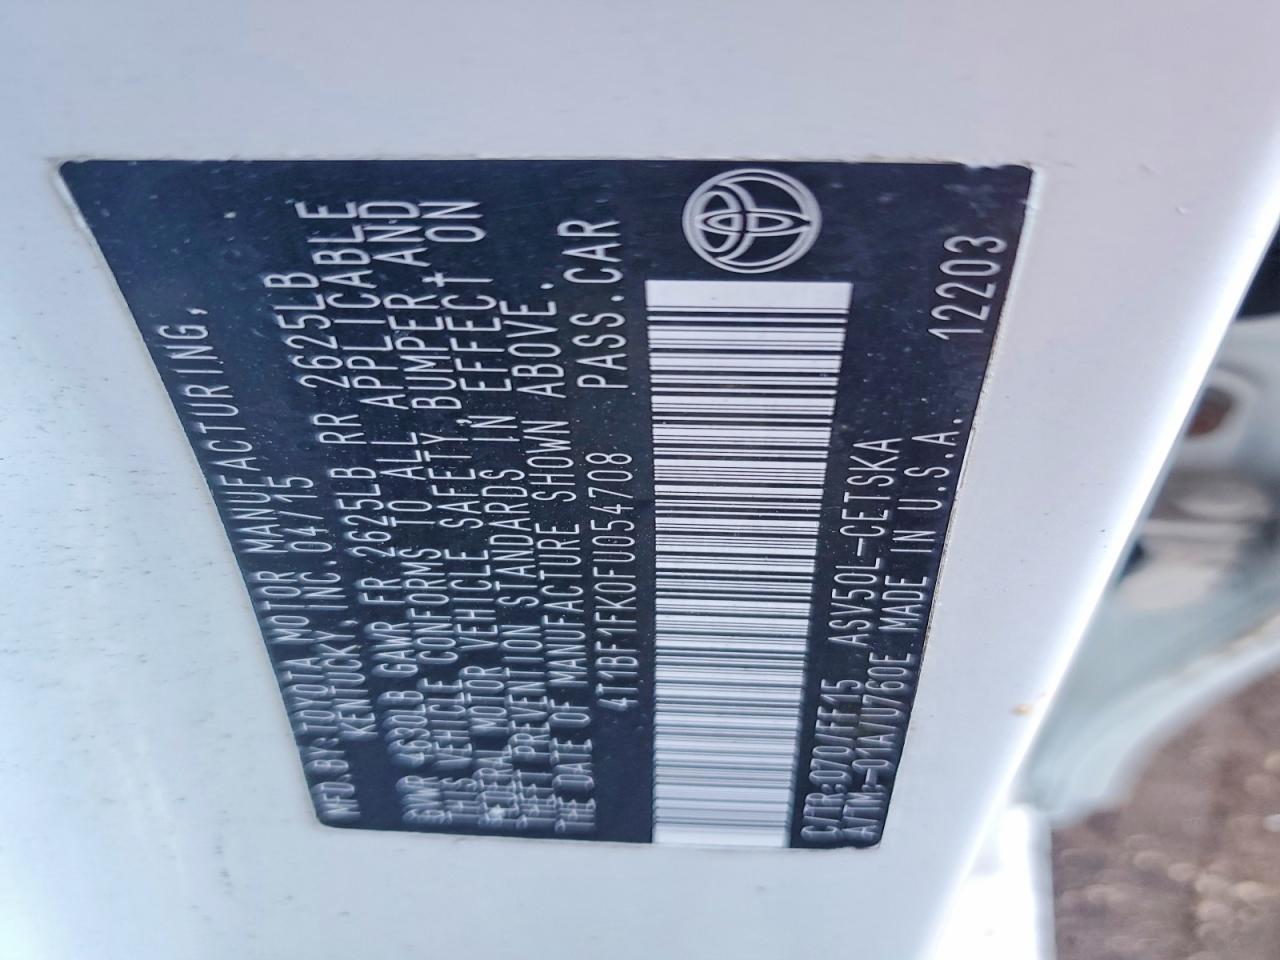 MFD.BY:TOYOTA MOTOR MANUFACTURING,
KENTUCKY, INC. 04/15
GVWR 4630LB GAWR FR 2625LB RR 2625LB
THIS VEHICLE CONFORMS TO ALL APPLICABLE
FEDERAL MOTOR VEHICLE SAFETY,BUMPER,AND
THEFT PREVENTION STANDARDS IN EFFECT ON
THE DATE OF MANUFACTURE SHOWN ABOVE.
4T1BF1FK0FU054708 PASS.CAR
C/TR:070/FF15 ASV50L-CETSKA
A/TM:-01A/U760E MADE IN U.S.A. 12203